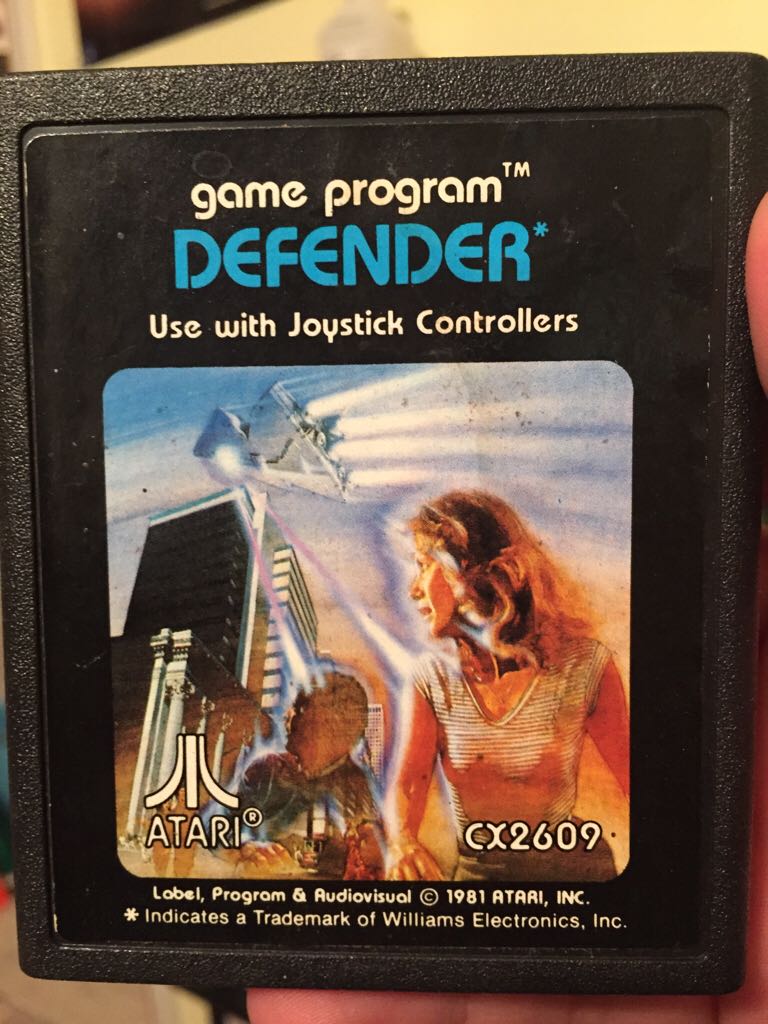 game program™
DEFENDER*
Use with Joystick Controllers
ATARI®
CX2609
Label, Program & Audiovisual © 1981 ATARI, INC.
* Indicates a Trademark of Williams Electronics, Inc.